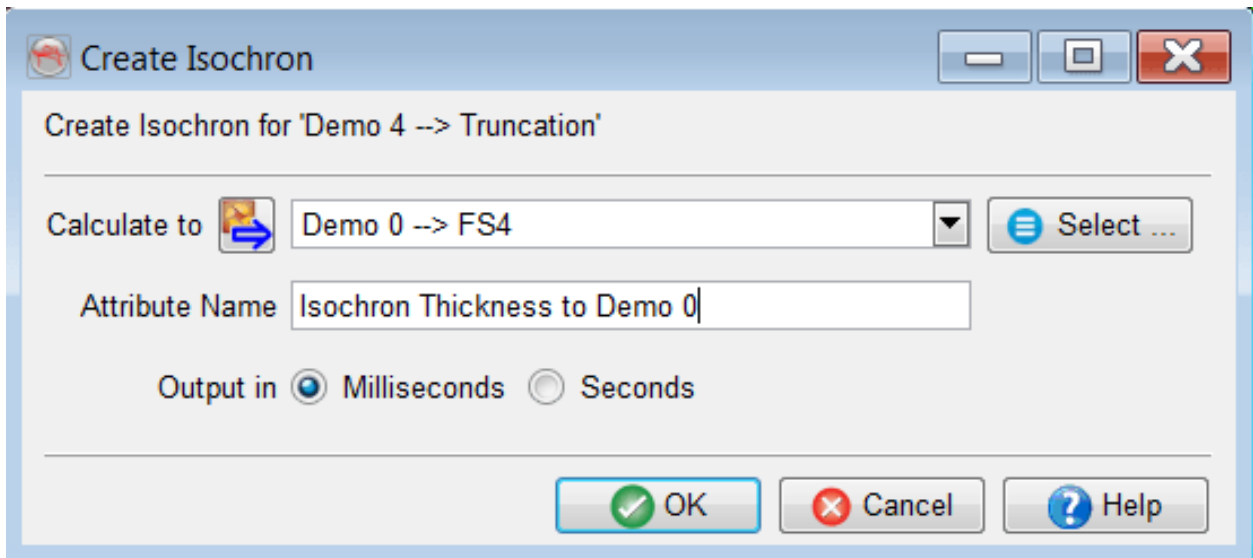 Create Isochron
Create Isochron for 'Demo 4 --> Truncation'
Calculate to Demo 0 --> FS4 Select ...
Attribute Name Isochron Thickness to Demo 0
Output in Milliseconds Seconds
OK Cancel Help